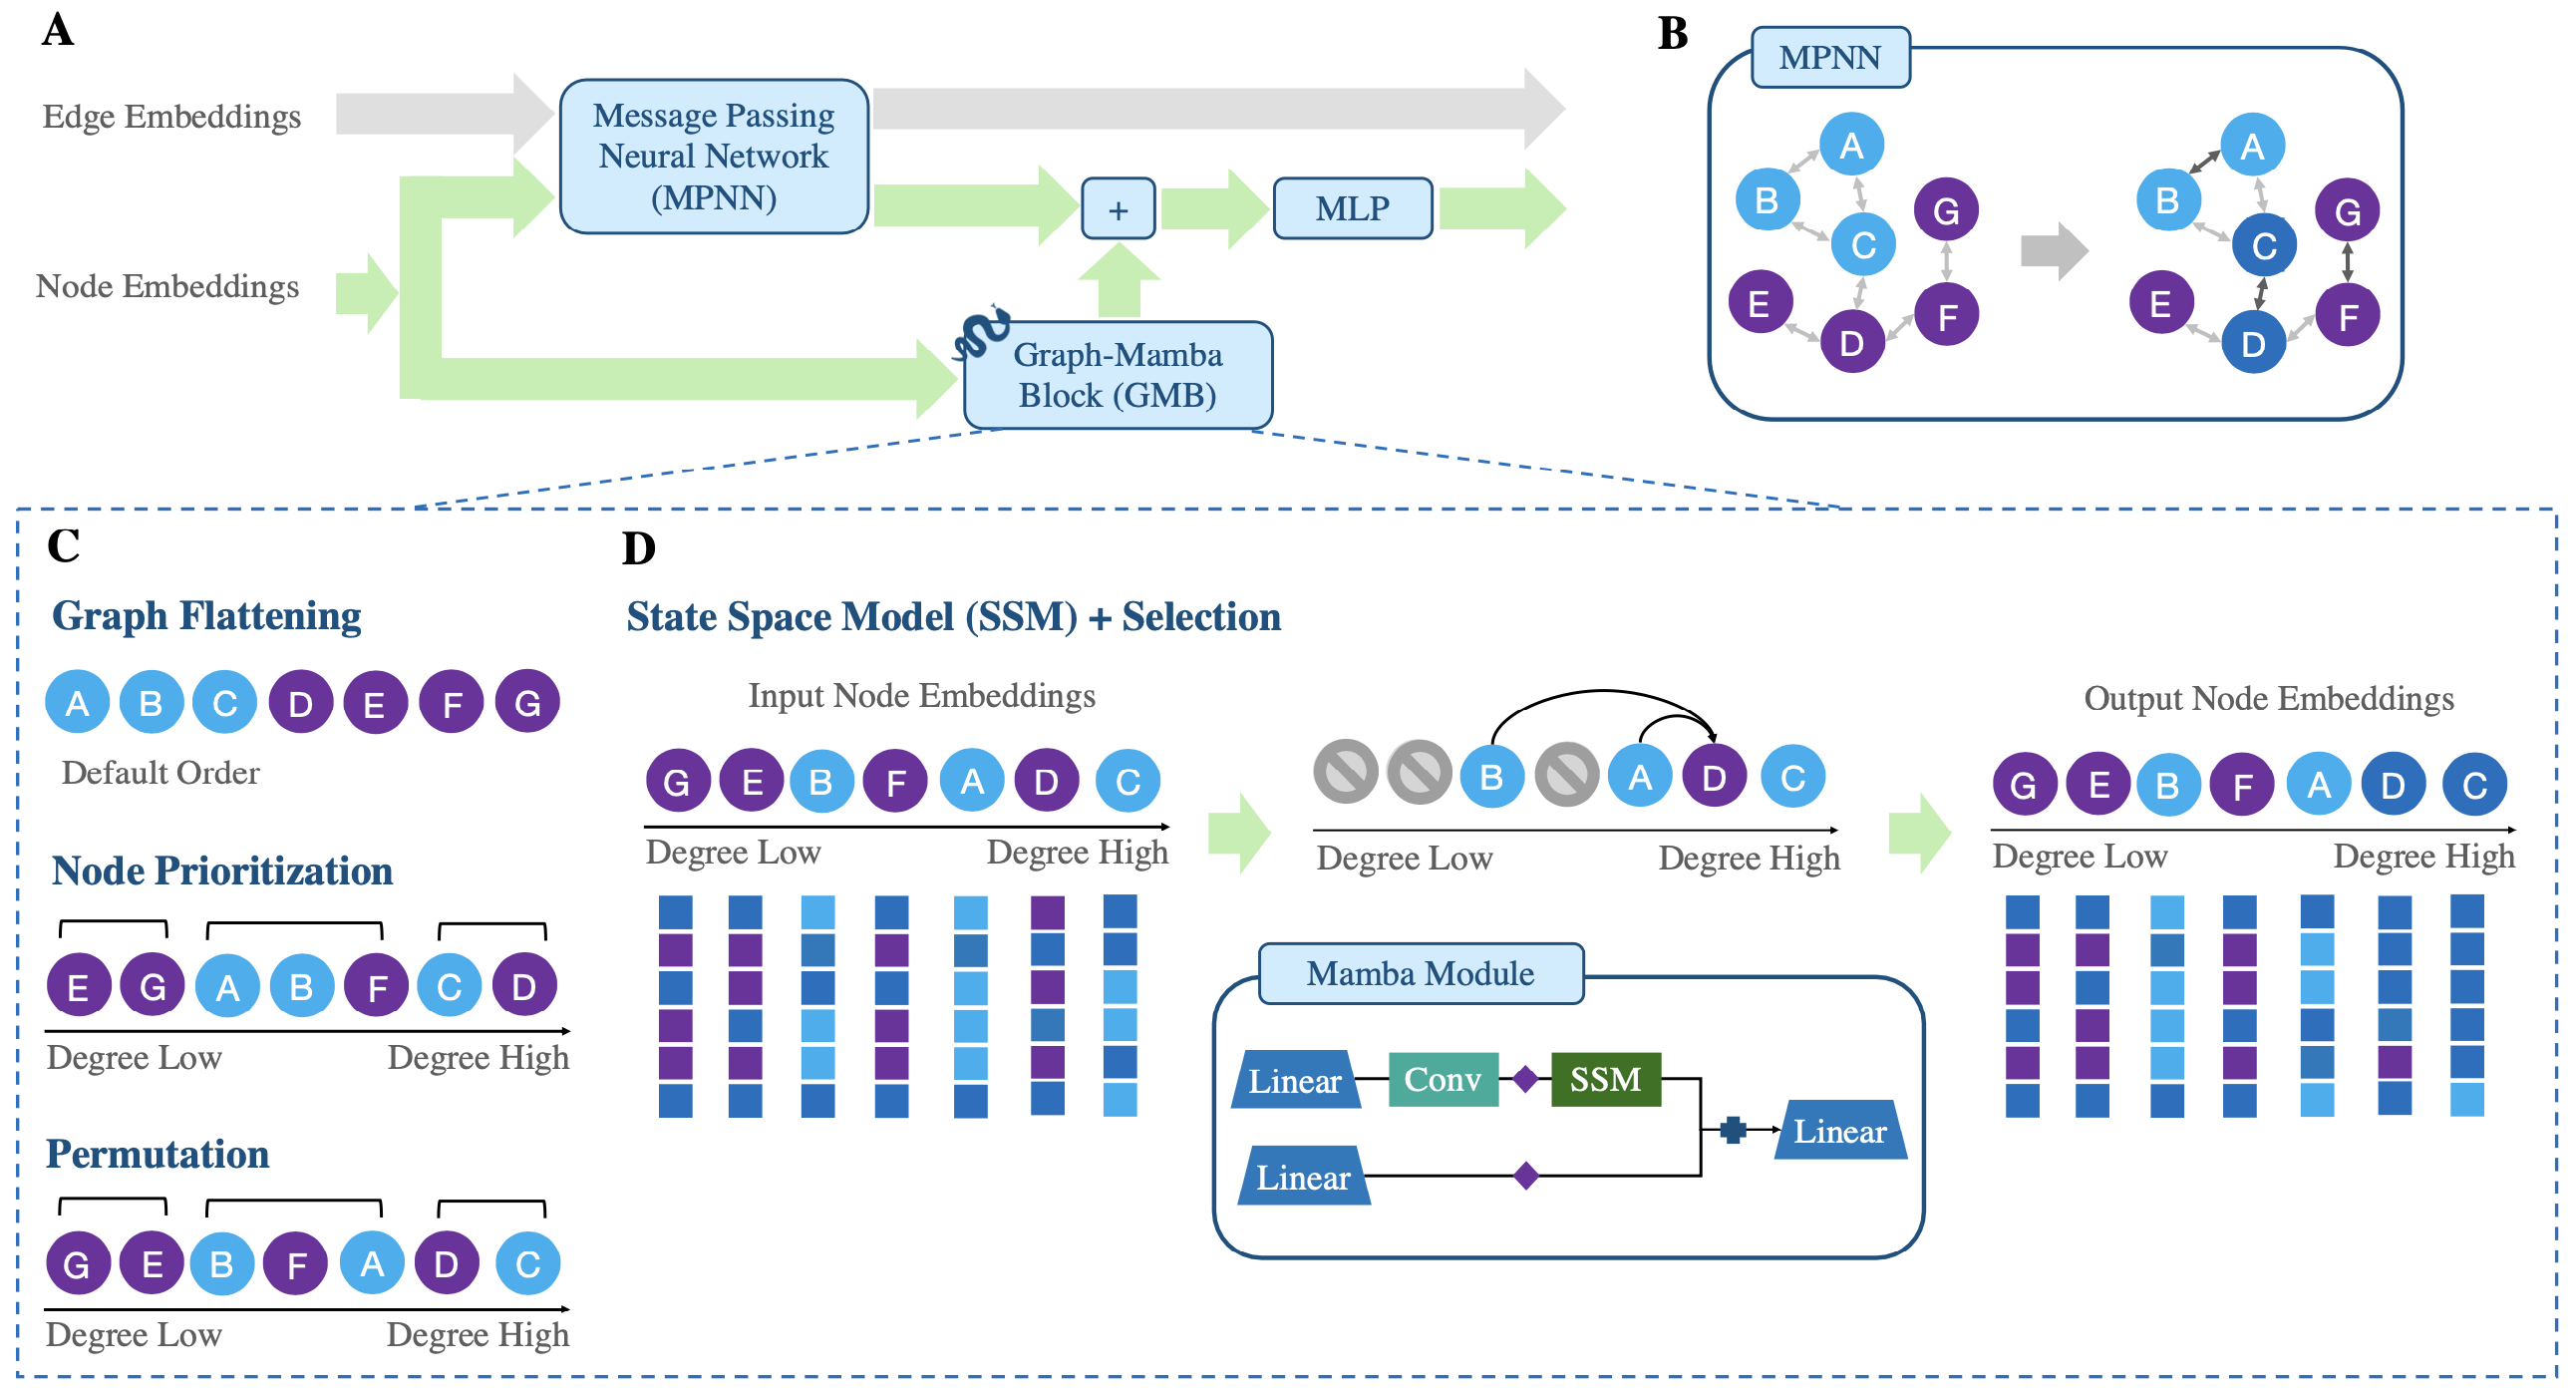 A
Edge Embeddings
Node Embeddings
Message Passing
Neural Network
(MPNN)
+
MLP
Graph-Mamba
Block (GMB)
B
MPNN
A
B
C
G
E
D
F
A
B
C
G
E
D
F
C
Graph Flattening
A B C D E F G
Default Order
Node Prioritization
E G A B F C D
Degree Low Degree High
Permutation
G E B F A D C
Degree Low Degree High
D
State Space Model (SSM) + Selection
Input Node Embeddings
G E B F A D C
Degree Low Degree High
B A D C
Degree Low Degree High
Mamba Module
Linear Conv SSM
Linear
Linear
Output Node Embeddings
G E B F A D C
Degree Low Degree High